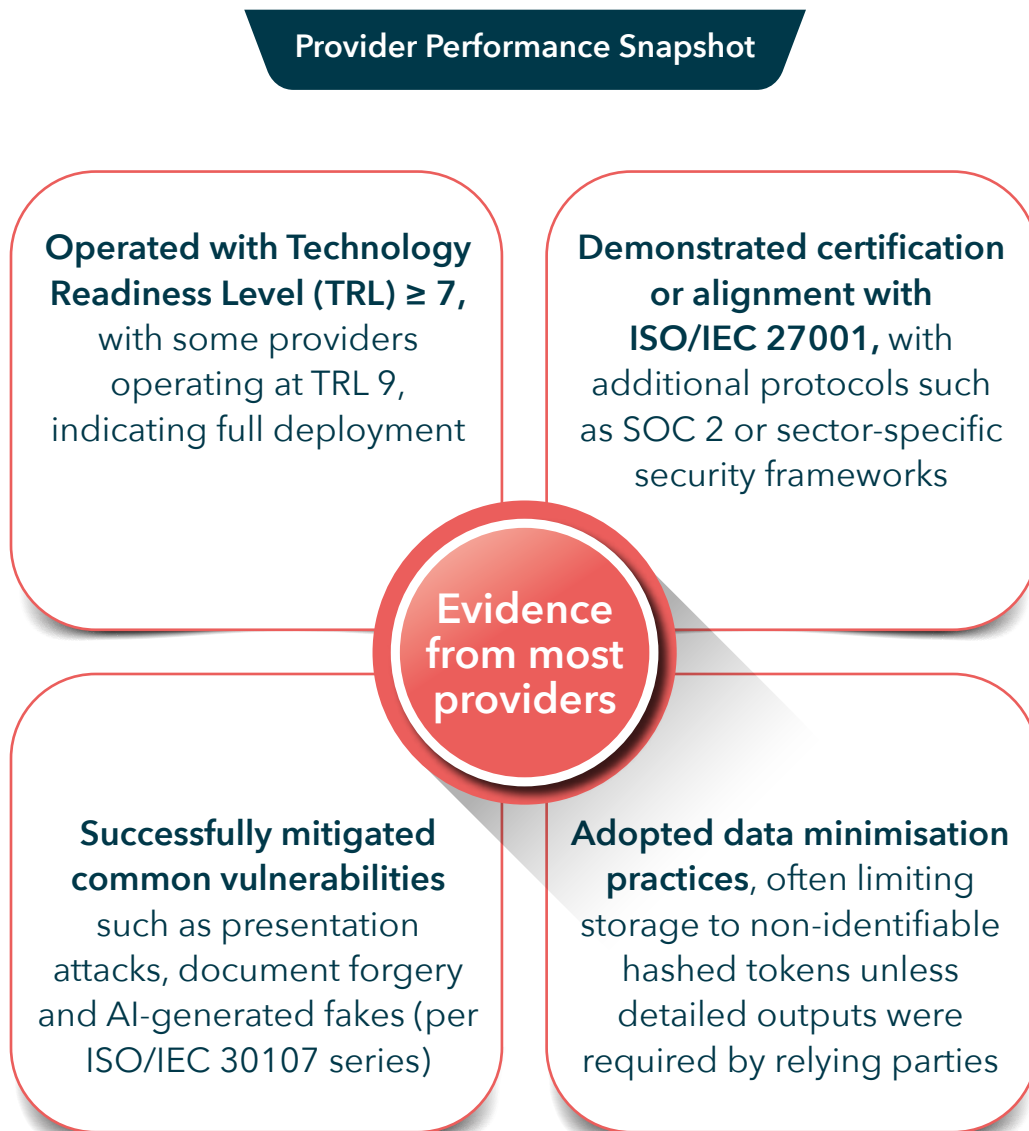 Provider Performance Snapshot
Operated with Technology
Readiness Level (TRL) ≥ 7,
with some providers
operating at TRL 9,
indicating full deployment
Demonstrated certification
or alignment with
ISO/IEC 27001, with
additional protocols such
as SOC 2 or sector-specific
security frameworks
Evidence
from most
providers
Successfully mitigated
common vulnerabilities
such as presentation
attacks, document forgery
and AI-generated fakes (per
ISO/IEC 30107 series)
Adopted data minimisation
practices, often limiting
storage to non-identifiable
hashed tokens unless
detailed outputs were
required by relying parties